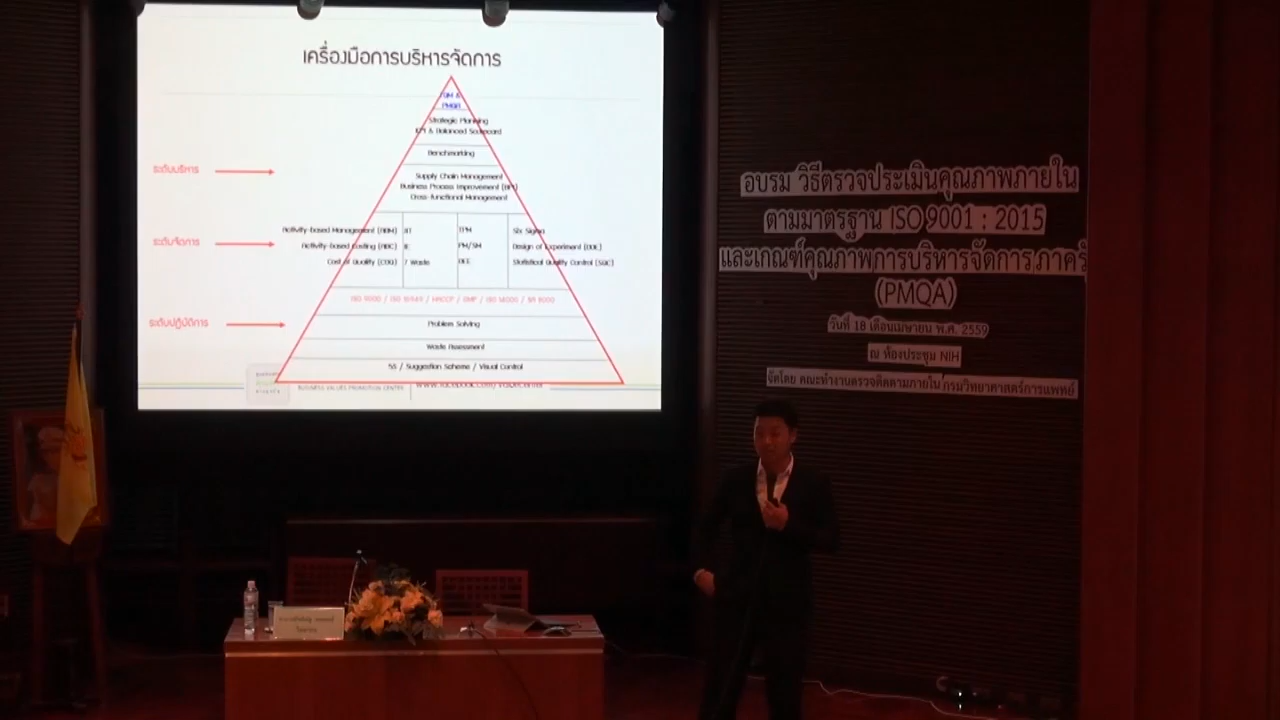 เครื่องมือการบริหารจัดการ
TQM &
PMQA
Strategic Planning
KPI & Balanced Scorecard
Benchmarking
ระดับบริหาร
Supply Chain Management
Business Process Improvement (BPI)
Cross-functional Management
Activity-based Management (ABM) JIT TPM Six Sigma
ระดับจัดการ
Activity-based Costing (ABC) IE PM/SM Design of Experiment (DOE)
Cost of Quality (COQ) 7 Waste OEE Statistical Quality Control (SQC)
ISO 9000 / ISO 16949 / HACCP / GMP / ISO 14000 / SA 8000
ระดับปฏิบัติการ
Problem Solving
Waste Assessment
5S / Suggestion Scheme / Visual Control
BUSINESS VALUES PROMOTION CENTER
อบรม วิธีตรวจประเมินคุณภาพภายใน
ตามมาตรฐาน ISO 9001 : 2015
และเกณฑ์คุณภาพการบริหารจัดการภาครั
(PMQA)
วันที่ 18 เดือนเมษายน พ.ศ. 2559
ณ ห้องประชุม NIH
จัดโดย คณะทำงานตรวจติดตามภายใน กรมวิทยาศาสตร์การแพทย์
วิทยากร